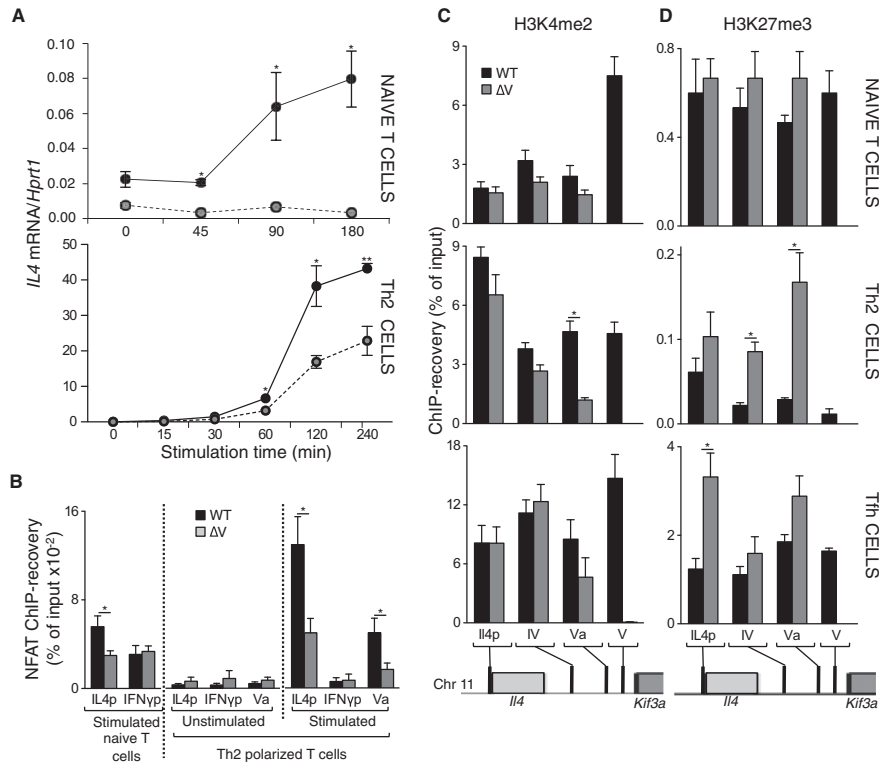 A
IL4 mRNA/Hprt1
0.10
0.08
0.06
0.04
0.02
0.00
* * *
0 45 90 180
NAIVE T CELLS
50
40
30
20
10
0
* * **
0 15 30 60 120 240
Th2 CELLS
Stimulation time (min)
B
NFAT ChIP-recovery
(% of input x10-2)
16
8
0
WT
ΔV
* * *
IL4p IFNγp IL4p IFNγp Va IL4p IFNγp Va
Stimulated
naive T
cells
Unstimulated Stimulated
Th2 polarized T cells
C
H3K4me2
ChIP-recovery (% of input)
9
6
3
0
WT
ΔV
9
6
3
0
*
18
12
6
0
Il4p IV Va V
Chr 11
Il4
Kif3a
D
H3K27me3
0.8
0.6
0.4
0.2
0.0
NAIVE T CELLS
0.2
0.1
0.0
* *
Th2 CELLS
4
2
0
*
Tfh CELLS
IL4p IV Va V
Il4
Kif3a